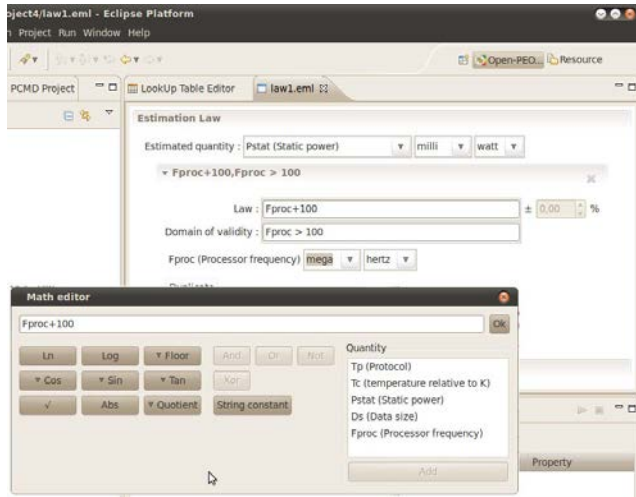 oject4/law1.eml - Eclipse Platform
Project Run Window Help
Open-PEO... Resource
PCMD Project LookUp Table Editor law1.eml
Estimation Law
Estimated quantity : Pstat (Static power) milli watt
Fproc+100,Fproc > 100
Law : Fproc+100 ± 0,00 %
Domain of validity : Fproc > 100
Fproc (Processor frequency) mega hertz
Math editor
Fproc+100 Ok
Ln Log Floor And Or Not
Cos Sin Tan Xor
√ Abs Quotient String constant
Quantity
Tp (Protocol)
Tc (temperature relative to K)
Pstat (Static power)
Ds (Data size)
Fproc (Processor frequency)
Add
Property